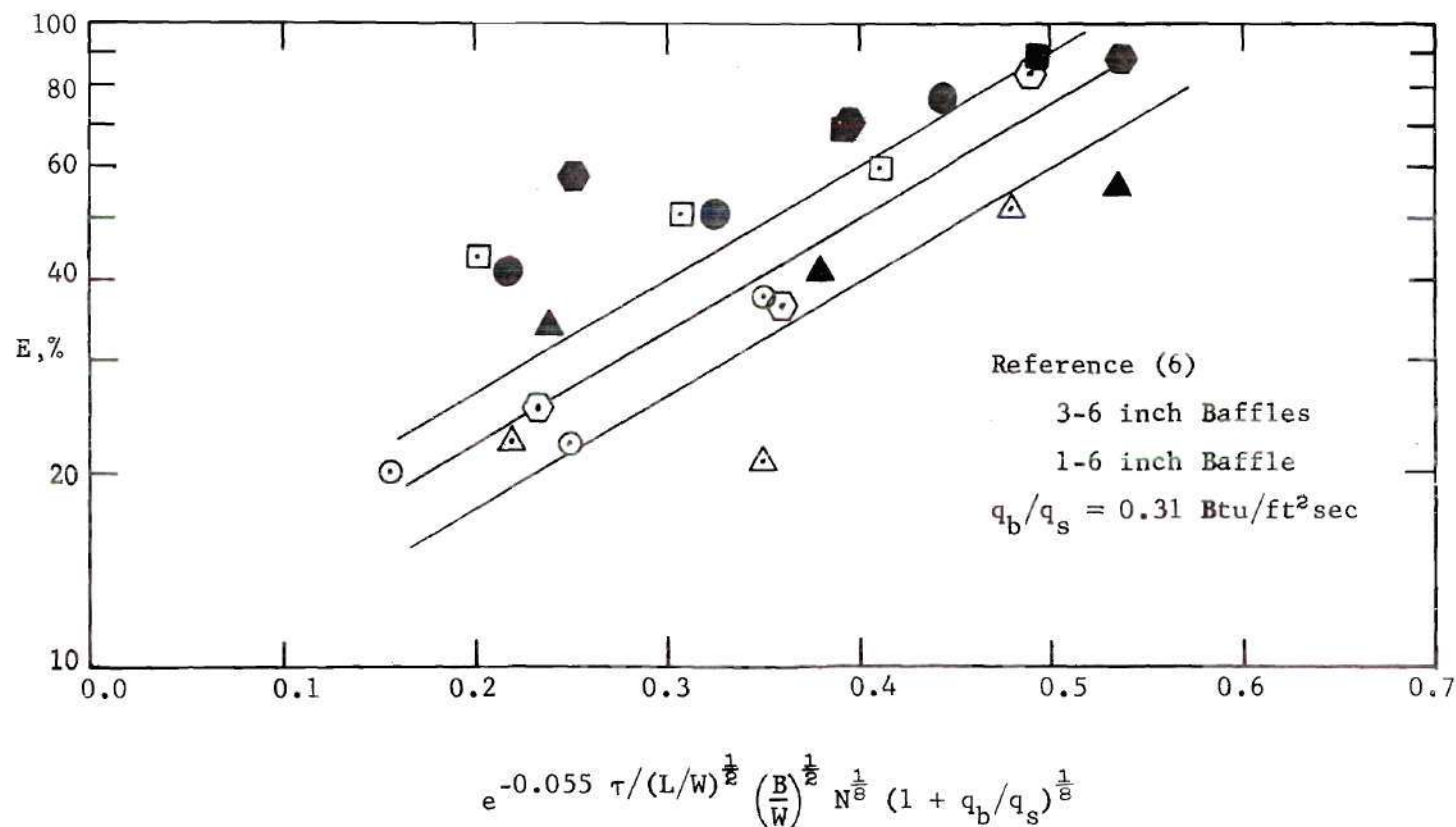 100
80
60
40
E,%
20
10
0.0 0.1 0.2 0.3 0.4 0.5 0.6 0.7
Reference (6)
3-6 inch Baffles
1-6 inch Baffle
q_b/q_s = 0.31 Btu/ft²sec
e^{-0.055 τ/(L/W)^{1/2}} (B/W)^{1/2} N^{1/8} (1 + q_b/q_s)^{1/8}